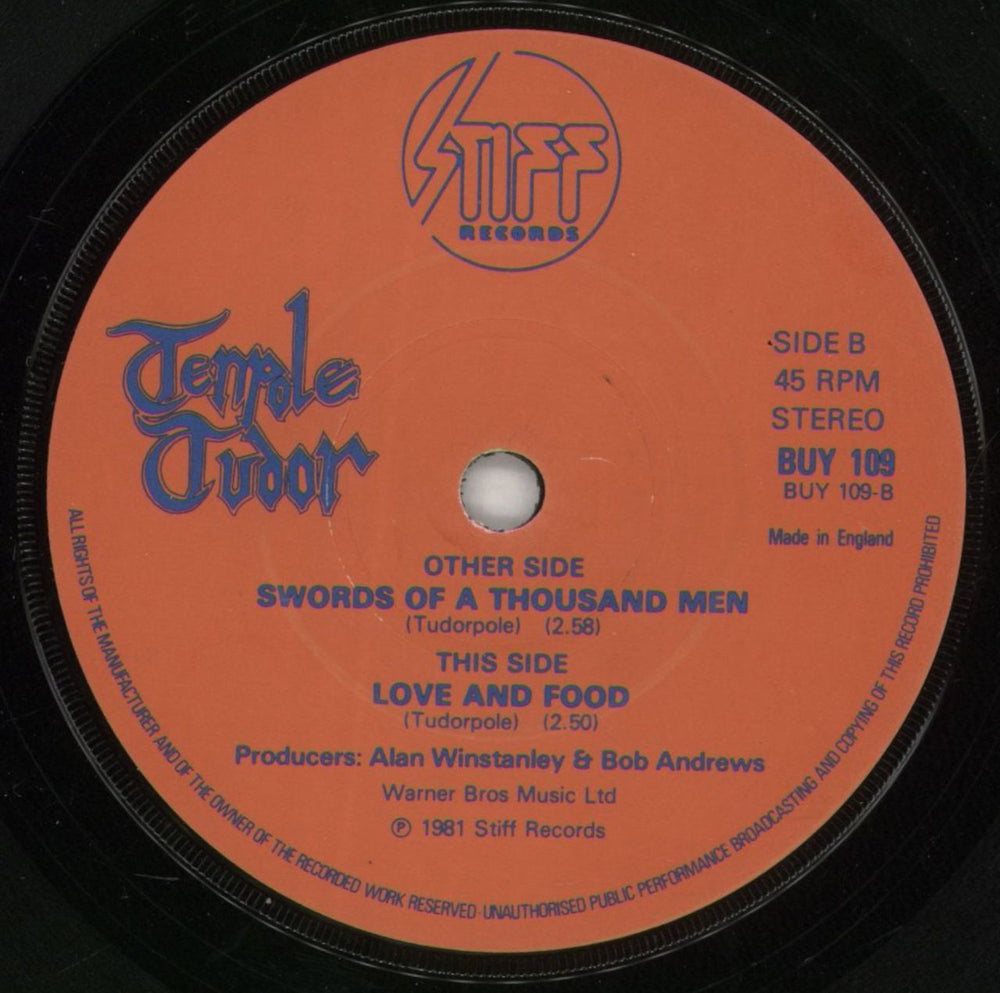 STIFF
RECORDS
Tenpole
Tudor
SIDE B
45 RPM
STEREO
BUY 109
BUY 109-B
Made in England
OTHER SIDE
SWORDS OF A THOUSAND MEN
(Tudorpole) (2.58)
THIS SIDE
LOVE AND FOOD
(Tudorpole) (2.50)
Producers: Alan Winstanley & Bob Andrews
Warner Bros Music Ltd
℗ 1981 Stiff Records
ALL RIGHTS OF THE MANUFACTURER AND OF THE OWNER OF THE RECORDED WORK RESERVED · UNAUTHORISED PUBLIC PERFORMANCE BROADCASTING AND COPYING OF THIS RECORD PROHIBITED